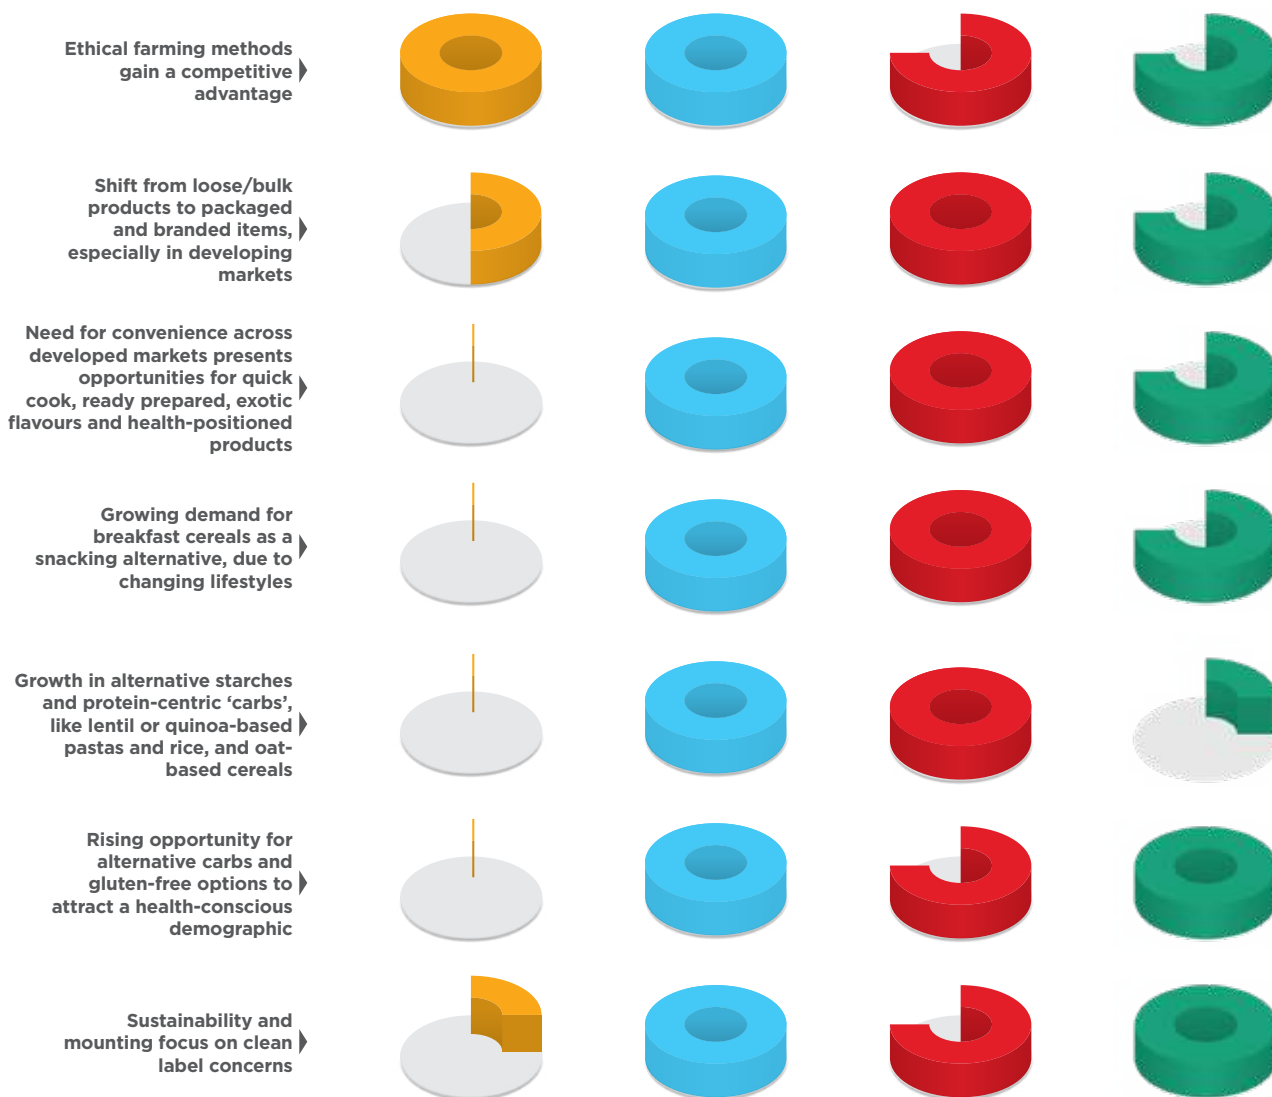 Ethical farming methods
gain a competitive
advantage
Shift from loose/bulk
products to packaged
and branded items,
especially in developing
markets
Need for convenience across
developed markets presents
opportunities for quick
cook, ready prepared, exotic
flavours and health-positioned
products
Growing demand for
breakfast cereals as a
snacking alternative, due to
changing lifestyles
Growth in alternative starches
and protein-centric ‘carbs’,
like lentil or quinoa-based
pastas and rice, and oat-
based cereals
Rising opportunity for
alternative carbs and
gluten-free options to
attract a health-conscious
demographic
Sustainability and
mounting focus on clean
label concerns